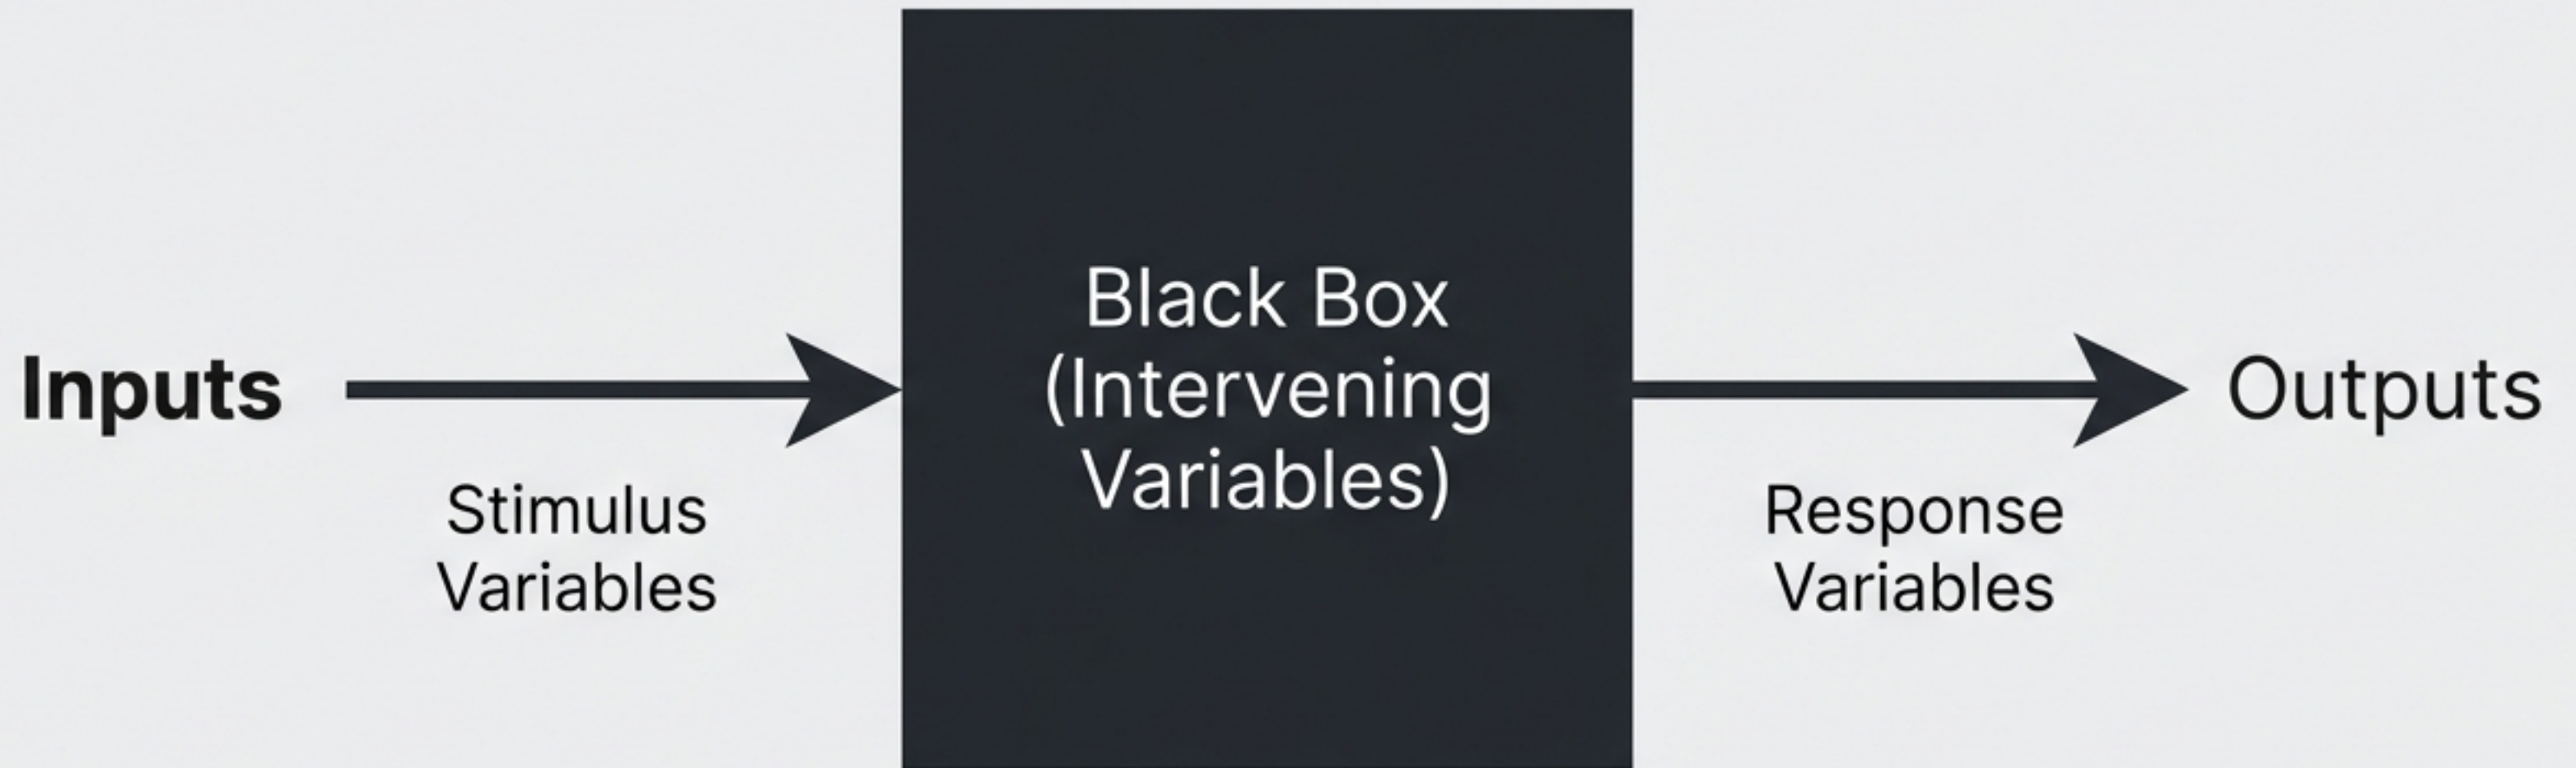 Inputs
Stimulus
Variables
Black Box
(Intervening
Variables)
Response
Variables
Outputs